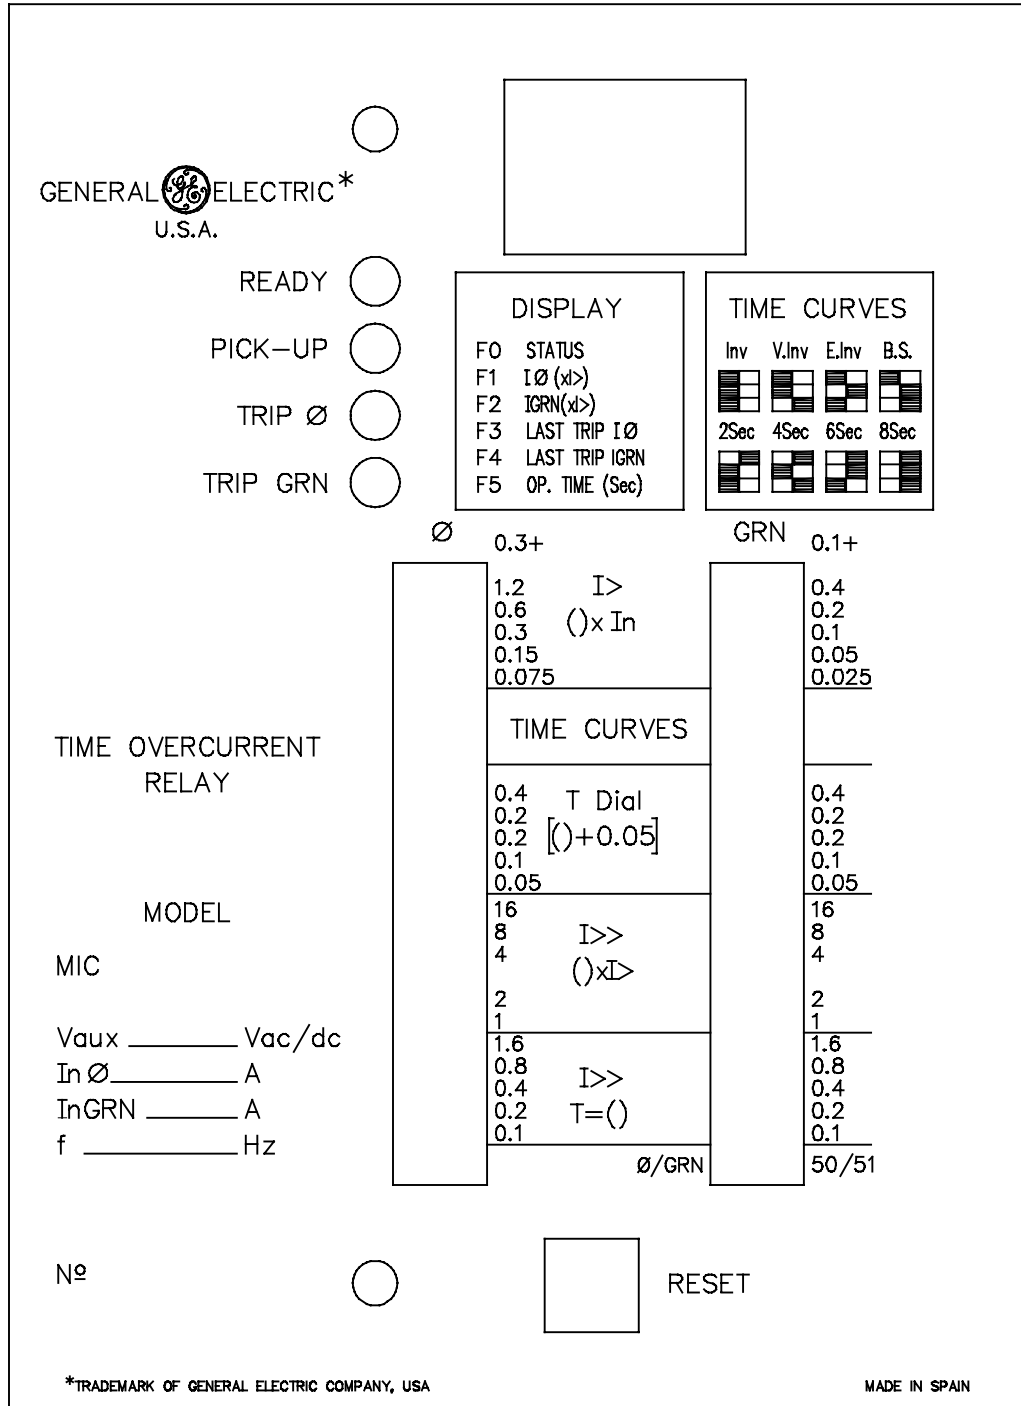 GENERAL GE ELECTRIC*
U.S.A.
READY
PICK-UP
TRIP Ø
TRIP GRN
DISPLAY
F0 STATUS
F1 IØ (xI>)
F2 IGRN(xI>)
F3 LAST TRIP IØ
F4 LAST TRIP IGRN
F5 OP. TIME (Sec)
TIME CURVES
Inv V.Inv E.Inv B.S.
2Sec 4Sec 6Sec 8Sec
Ø
0.3+
1.2
0.6
0.3
0.15
0.075
I>
()x In
GRN
0.1+
0.4
0.2
0.1
0.05
0.025
TIME CURVES
TIME OVERCURRENT
RELAY
0.4
0.2
0.2
0.1
0.05
T Dial
[()+0.05]
0.4
0.2
0.2
0.1
0.05
MODEL
MIC
16
8
4
2
1
I>>
()xI>
16
8
4
2
1
Vaux ________ Vac/dc
In Ø ________ A
InGRN ________ A
f ________ Hz
1.6
0.8
0.4
0.2
0.1
I>>
T=()
1.6
0.8
0.4
0.2
0.1
Ø/GRN
50/51
Nº
RESET
*TRADEMARK OF GENERAL ELECTRIC COMPANY, USA
MADE IN SPAIN